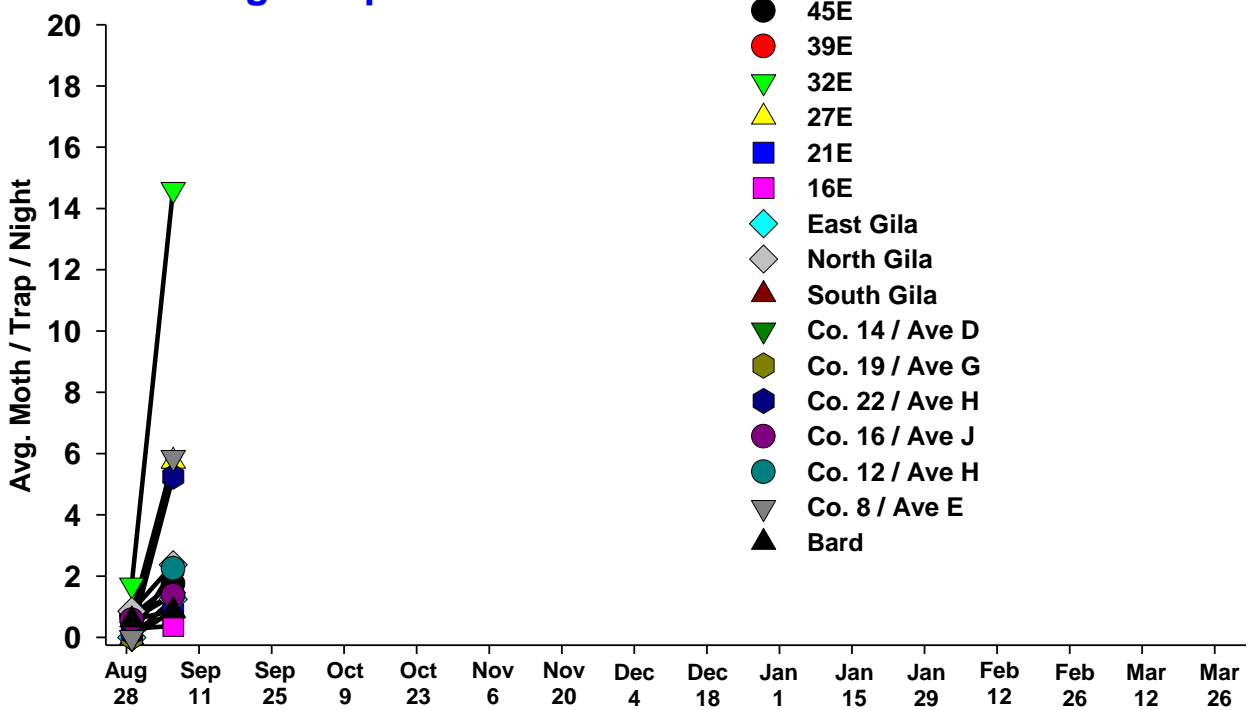 45E
20
39E
18
32E
27E
16
21E
16E
14
East Gila
12
North Gila
South Gila
10
Co. 14 / Ave D
Co. 19 / Ave G
8
Co. 22 / Ave H
Co. 16 / Ave J
6
Co. 12 / Ave H
Co. 8 / Ave E
4
Bard
2
0
Avg. Moth / Trap / Night
Aug Sep Sep Oct Oct Nov Nov Dec Dec Jan Jan Jan Feb Feb Mar Mar
28 11 25 9 23 6 20 4 18 1 15 29 12 26 12 26